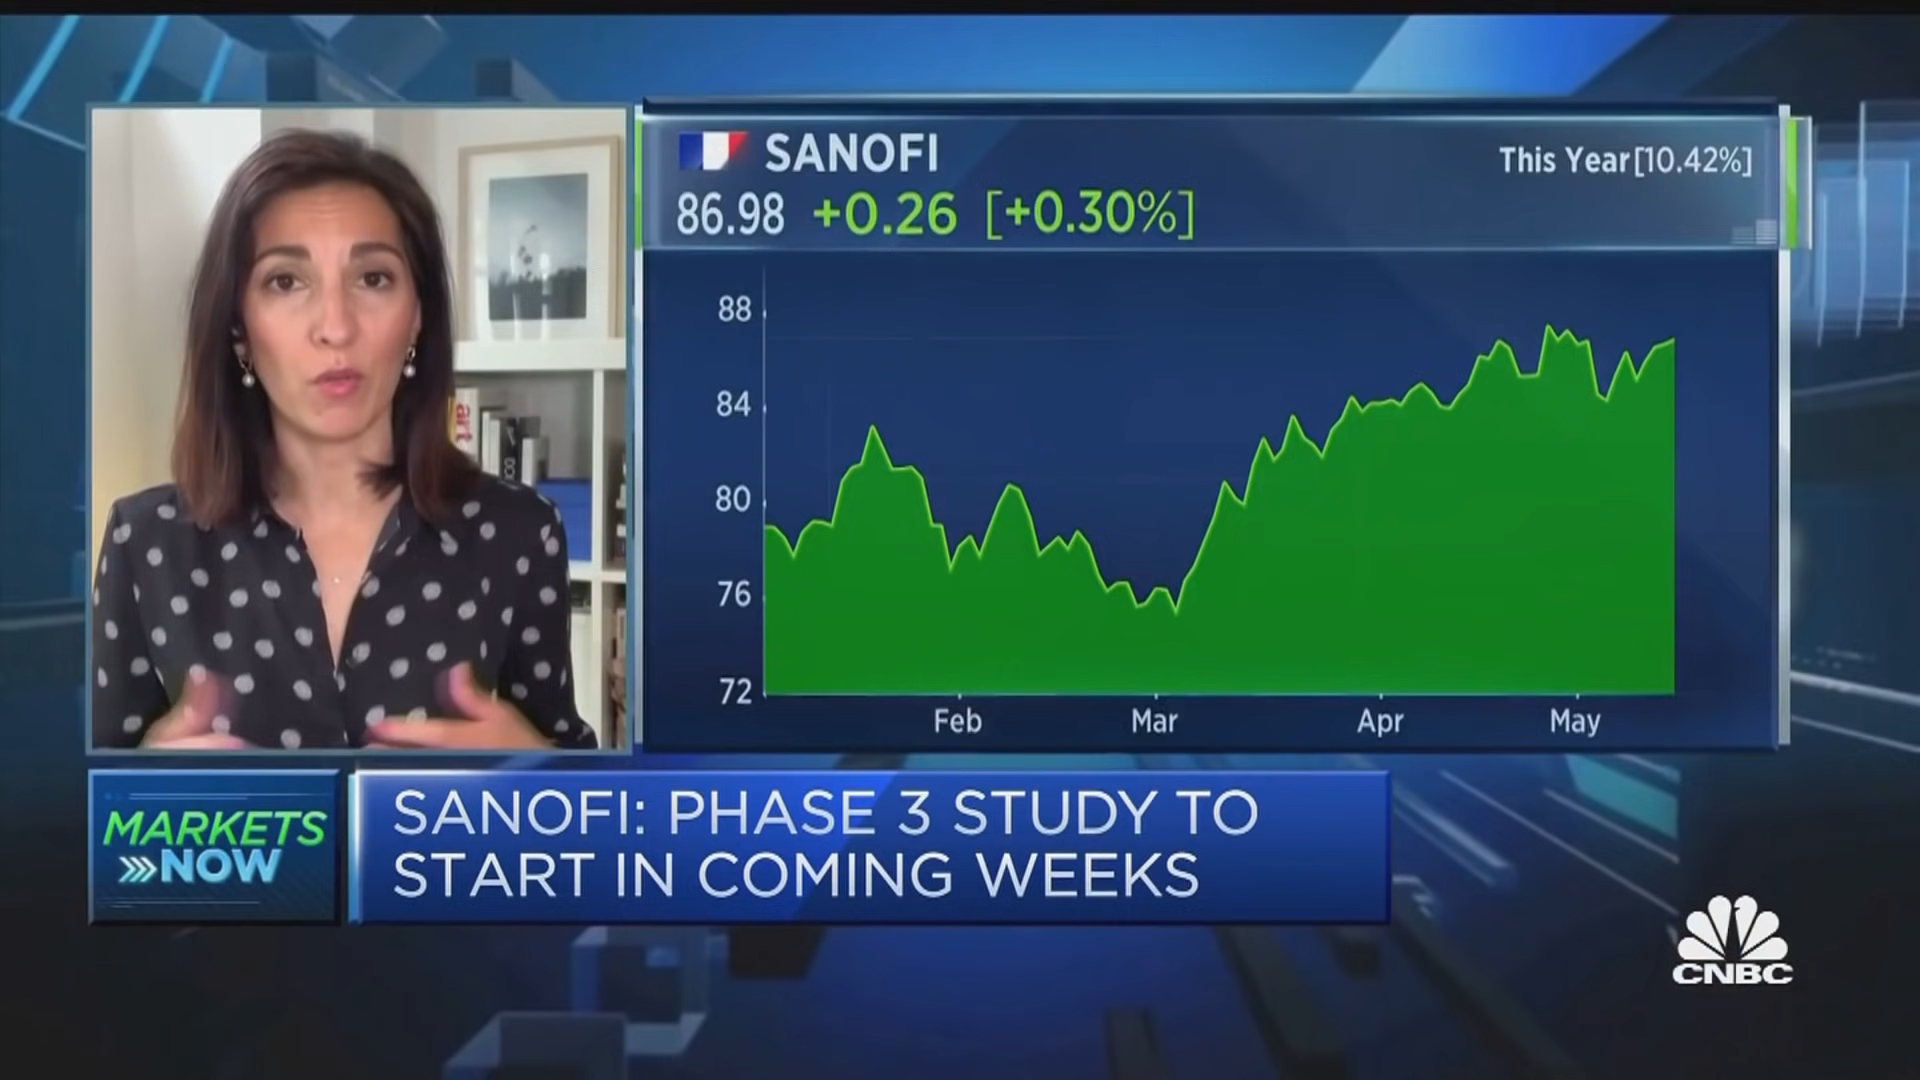 SANOFI
This Year[10.42%]
86.98 +0.26 [+0.30%]
88
84
80
76
72
Feb Mar Apr May
art
MARKETS
NOW
SANOFI: PHASE 3 STUDY TO
START IN COMING WEEKS
CNBC